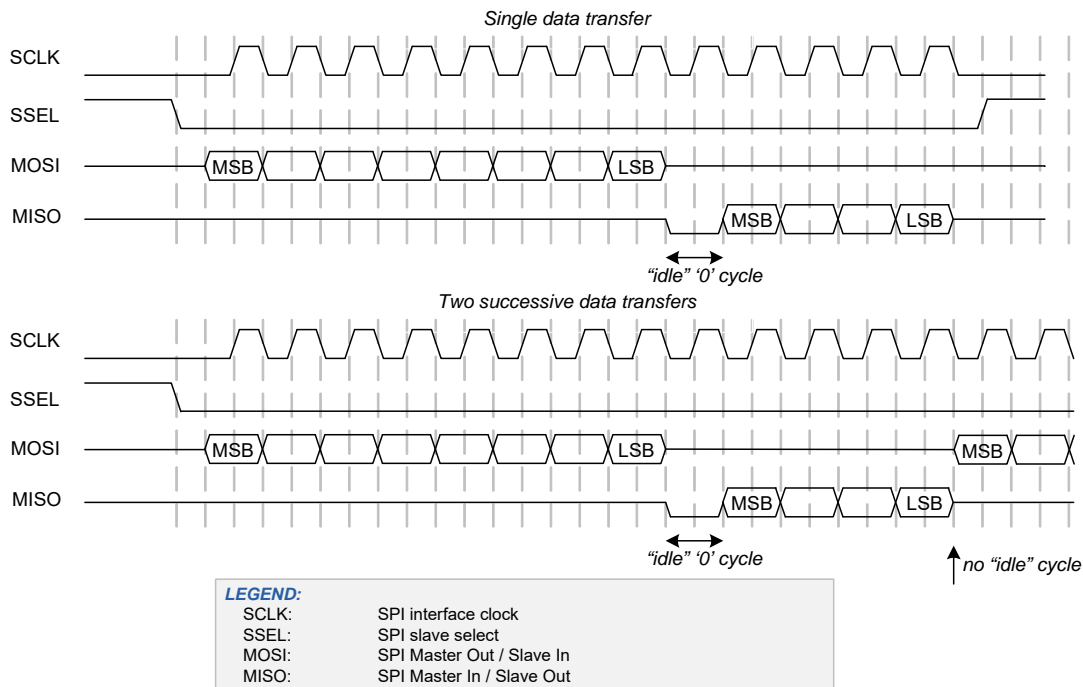 Single data transfer
SCLK
SSEL
MOSI
MSB LSB
MISO
MSB LSB
“idle” ‘0’ cycle
Two successive data transfers
SCLK
SSEL
MOSI
MSB LSB MSB
MISO
MSB LSB
“idle” ‘0’ cycle
no “idle” cycle
LEGEND:
SCLK: SPI interface clock
SSEL: SPI slave select
MOSI: SPI Master Out / Slave In
MISO: SPI Master In / Slave Out